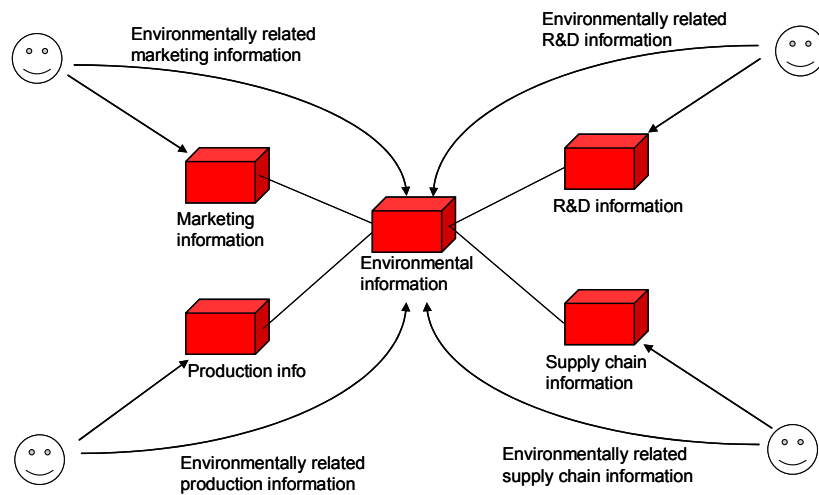 Environmentally related
marketing information
Environmentally related
R&D information
Marketing
information
R&D information
Environmental
information
Production info
Supply chain
information
Environmentally related
production information
Environmentally related
supply chain information